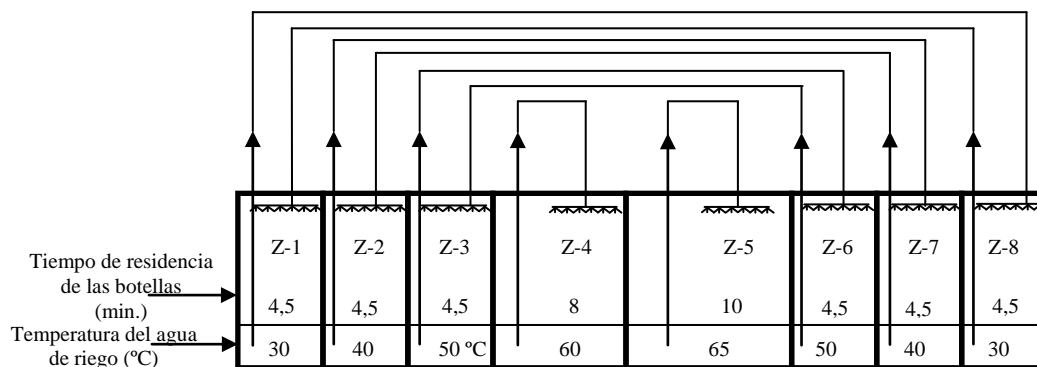 Z-1 Z-2 Z-3 Z-4 Z-5 Z-6 Z-7 Z-8
Tiempo de residencia
de las botellas
(min.)
4,5 4,5 4,5 8 10 4,5 4,5 4,5
Temperatura del agua
de riego (ºC)
30 40 50 ºC 60 65 50 40 30